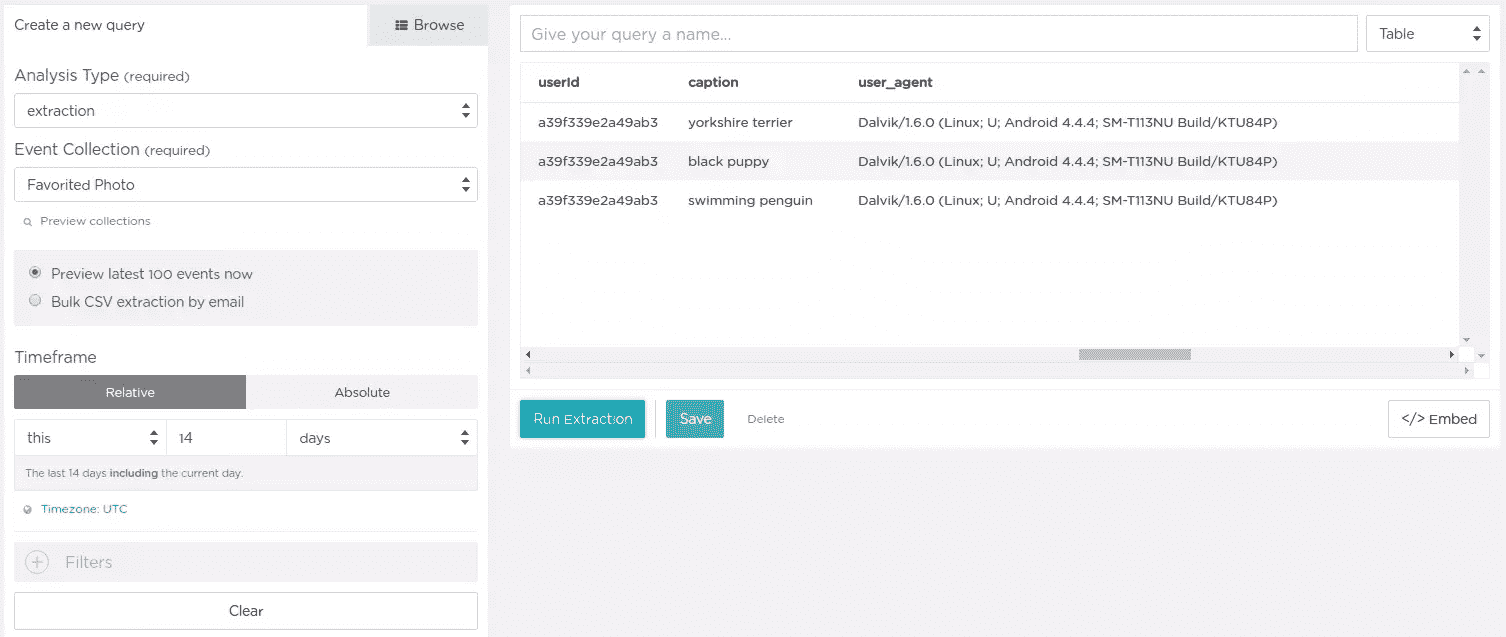 Create a new query
Browse
Analysis Type (required)
extraction
Event Collection (required)
Favorited Photo
Preview collections
Preview latest 100 events now
Bulk CSV extraction by email
Timeframe
Relative Absolute
this 14 days
The last 14 days including the current day.
Timezone: UTC
Filters
Clear
Give your query a name...
Table
userId caption user_agent
a39f339e2a49ab3 yorkshire terrier Dalvik/1.6.0 (Linux; U; Android 4.4.4; SM-T113NU Build/KTU84P)
a39f339e2a49ab3 black puppy Dalvik/1.6.0 (Linux; U; Android 4.4.4; SM-T113NU Build/KTU84P)
a39f339e2a49ab3 swimming penguin Dalvik/1.6.0 (Linux; U; Android 4.4.4; SM-T113NU Build/KTU84P)
Run Extraction Save Delete </> Embed